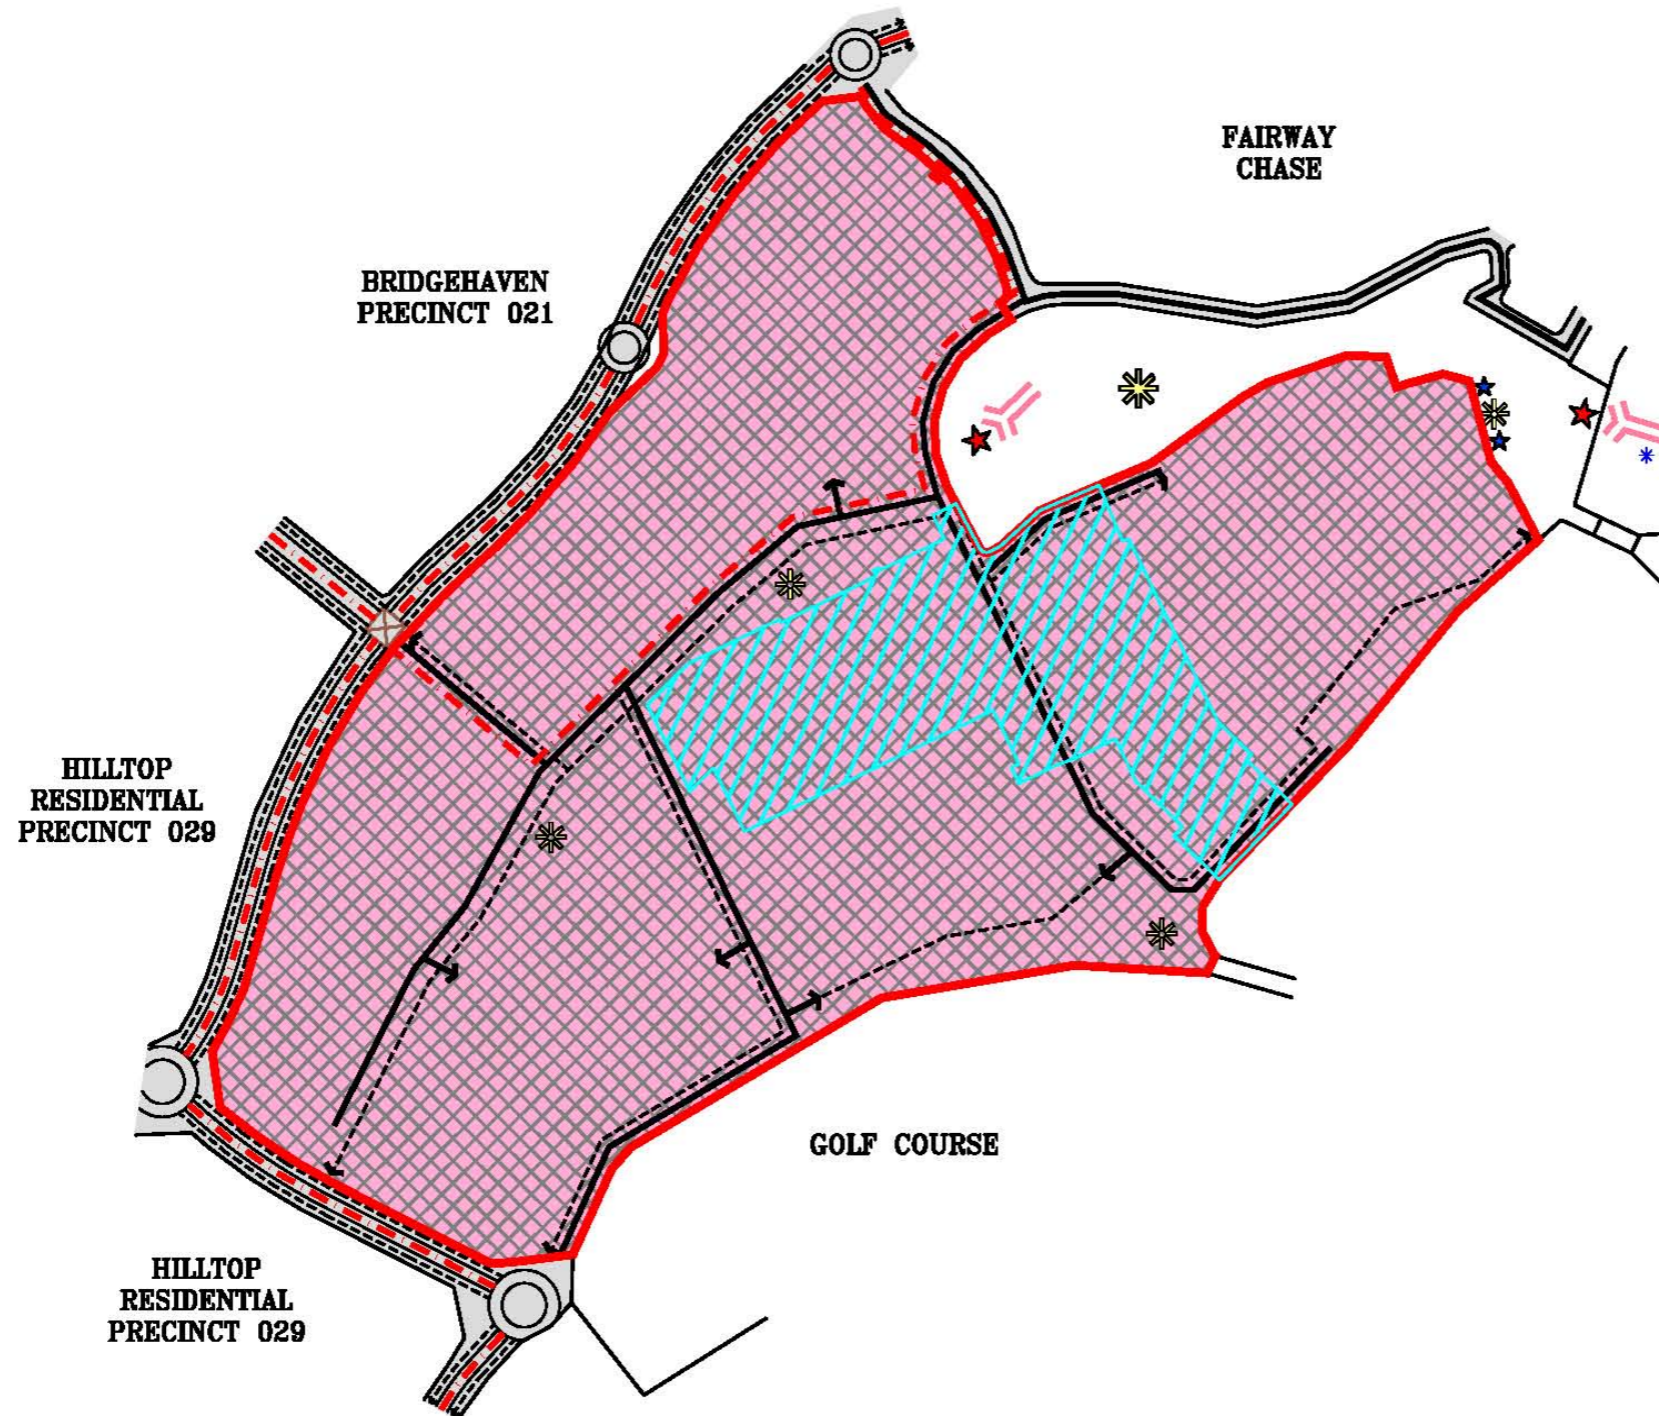 FAIRWAY
CHASE
BRIDGEHAVEN
PRECINCT 021
HILLTOP
RESIDENTIAL
PRECINCT 029
GOLF COURSE
HILLTOP
RESIDENTIAL
PRECINCT 029